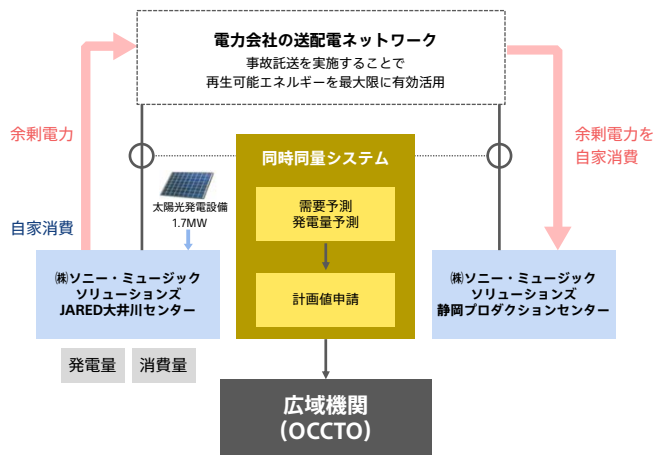 電力会社の送配電ネットワーク
事故託送を実施することで
再生可能エネルギーを最大限に有効活用
余剰電力
余剰電力を
自家消費
同時同量システム
太陽光発電設備
1.7MW
需要予測
発電量予測
自家消費
㈱ソニー・ミュージック
ソリューションズ
JARED大井川センター
計画値申請
㈱ソニー・ミュージック
ソリューションズ
静岡プロダクションセンター
発電量
消費量
広域機関
(OCCTO)